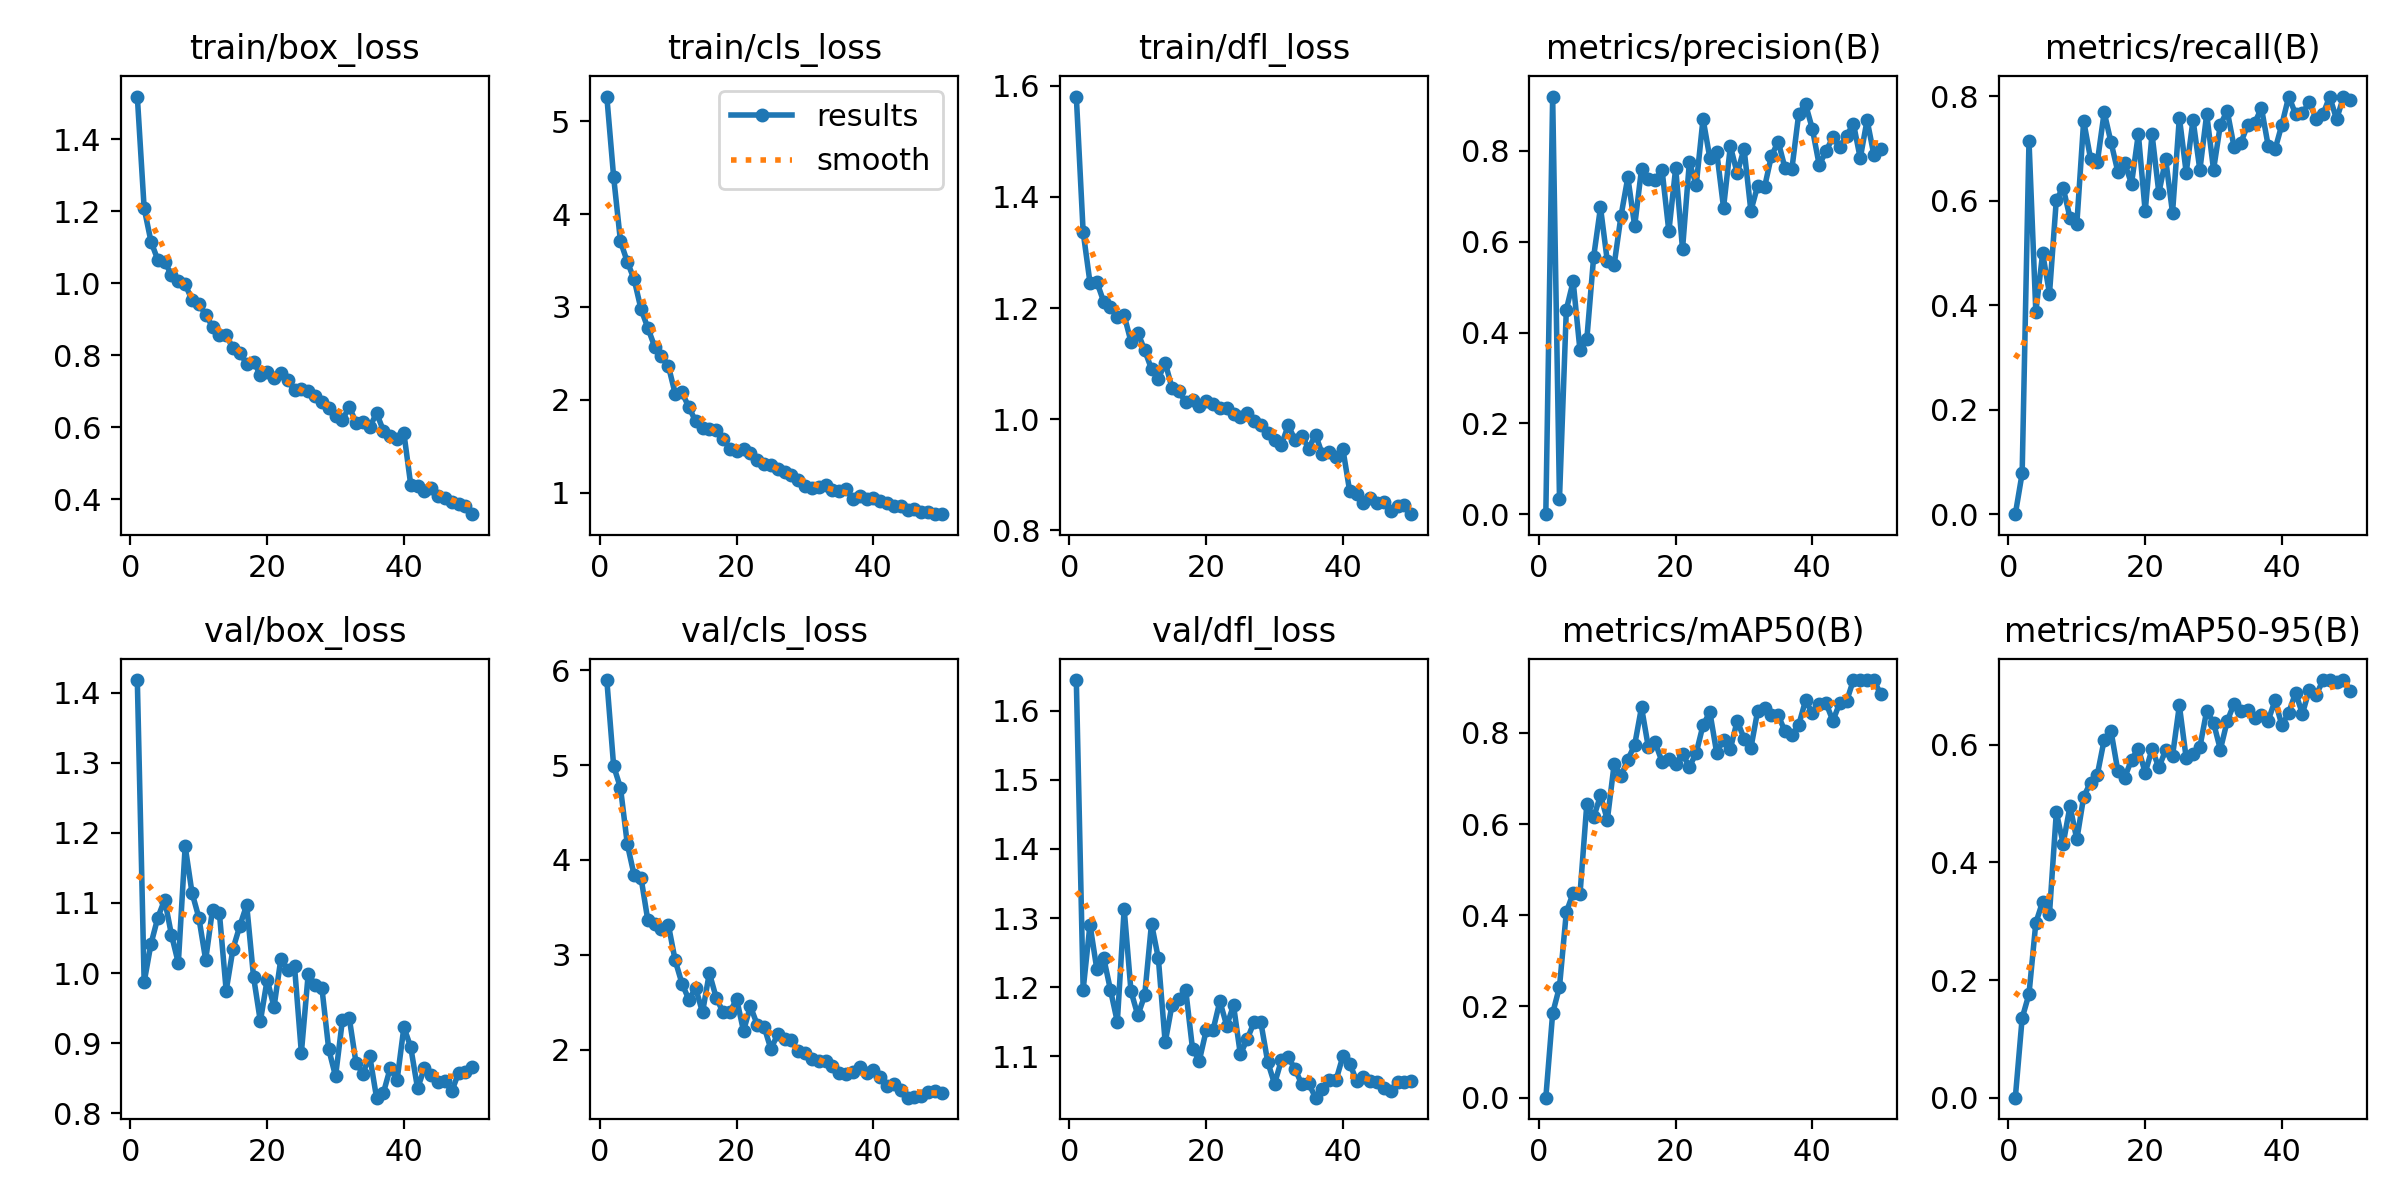 train/box_loss
1.4
1.2
1.0
0.8
0.6
0.4
0 20 40
train/cls_loss
results
smooth
5
4
3
2
1
0 20 40
train/dfl_loss
1.6
1.4
1.2
1.0
0.8
0 20 40
metrics/precision(B)
0.8
0.6
0.4
0.2
0.0
0 20 40
metrics/recall(B)
0.8
0.6
0.4
0.2
0.0
0 20 40
val/box_loss
1.4
1.3
1.2
1.1
1.0
0.9
0.8
0 20 40
val/cls_loss
6
5
4
3
2
0 20 40
val/dfl_loss
1.6
1.5
1.4
1.3
1.2
1.1
0 20 40
metrics/mAP50(B)
0.8
0.6
0.4
0.2
0.0
0 20 40
metrics/mAP50-95(B)
0.6
0.4
0.2
0.0
0 20 40